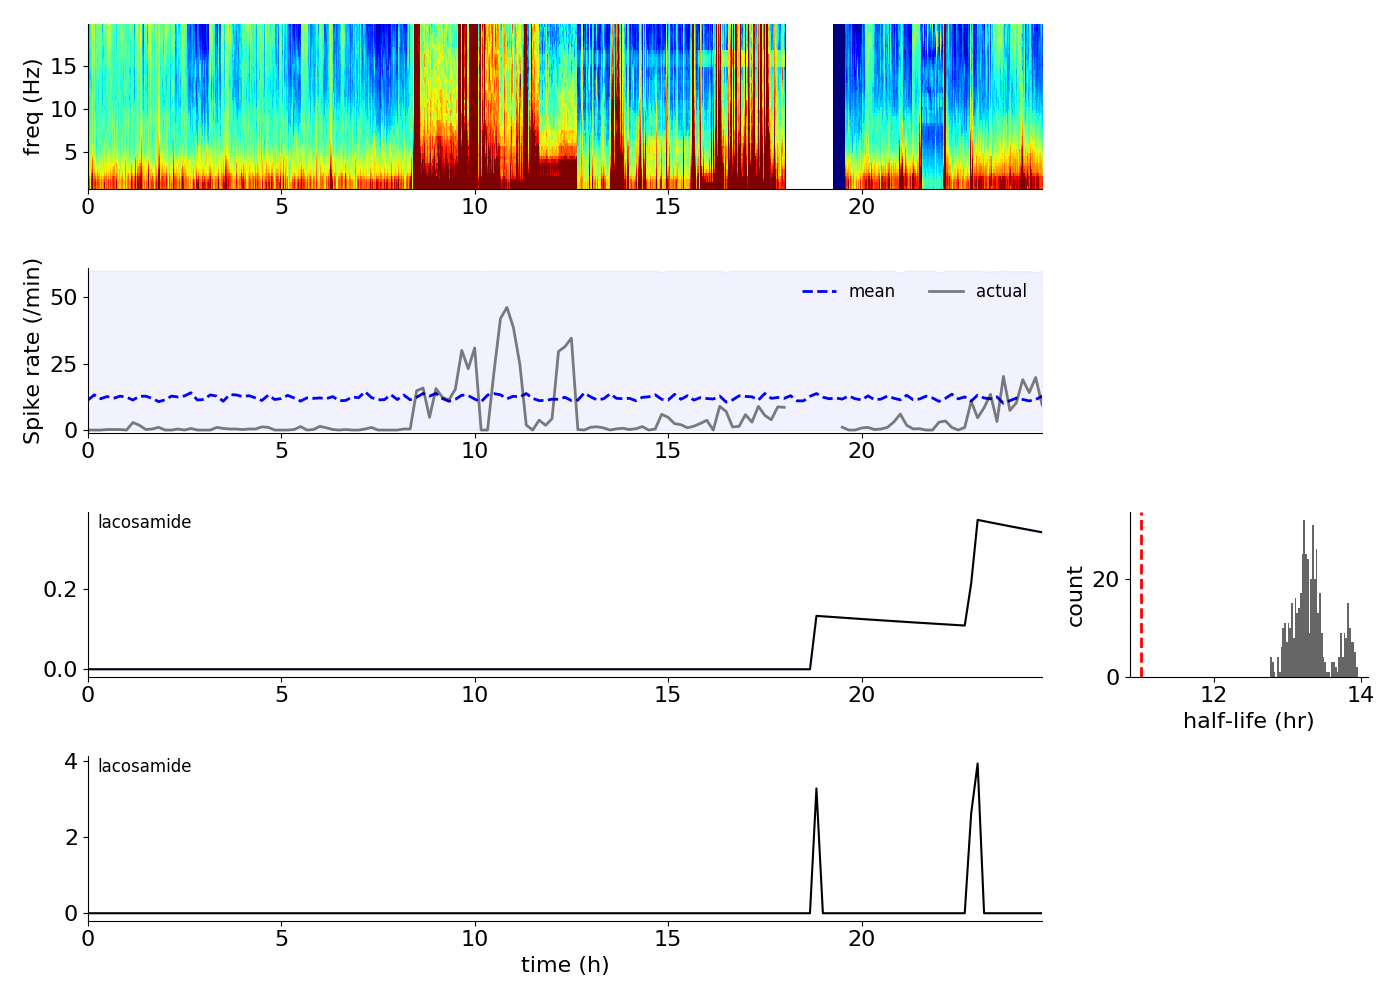 freq (Hz)
15
10
5
0 5 10 15 20
Spike rate (/min)
50
25
0
mean actual
0 5 10 15 20
lacosamide
0.2
0.0
0 5 10 15 20
count
20
0
12 14
half-life (hr)
lacosamide
4
2
0
0 5 10 15 20
time (h)